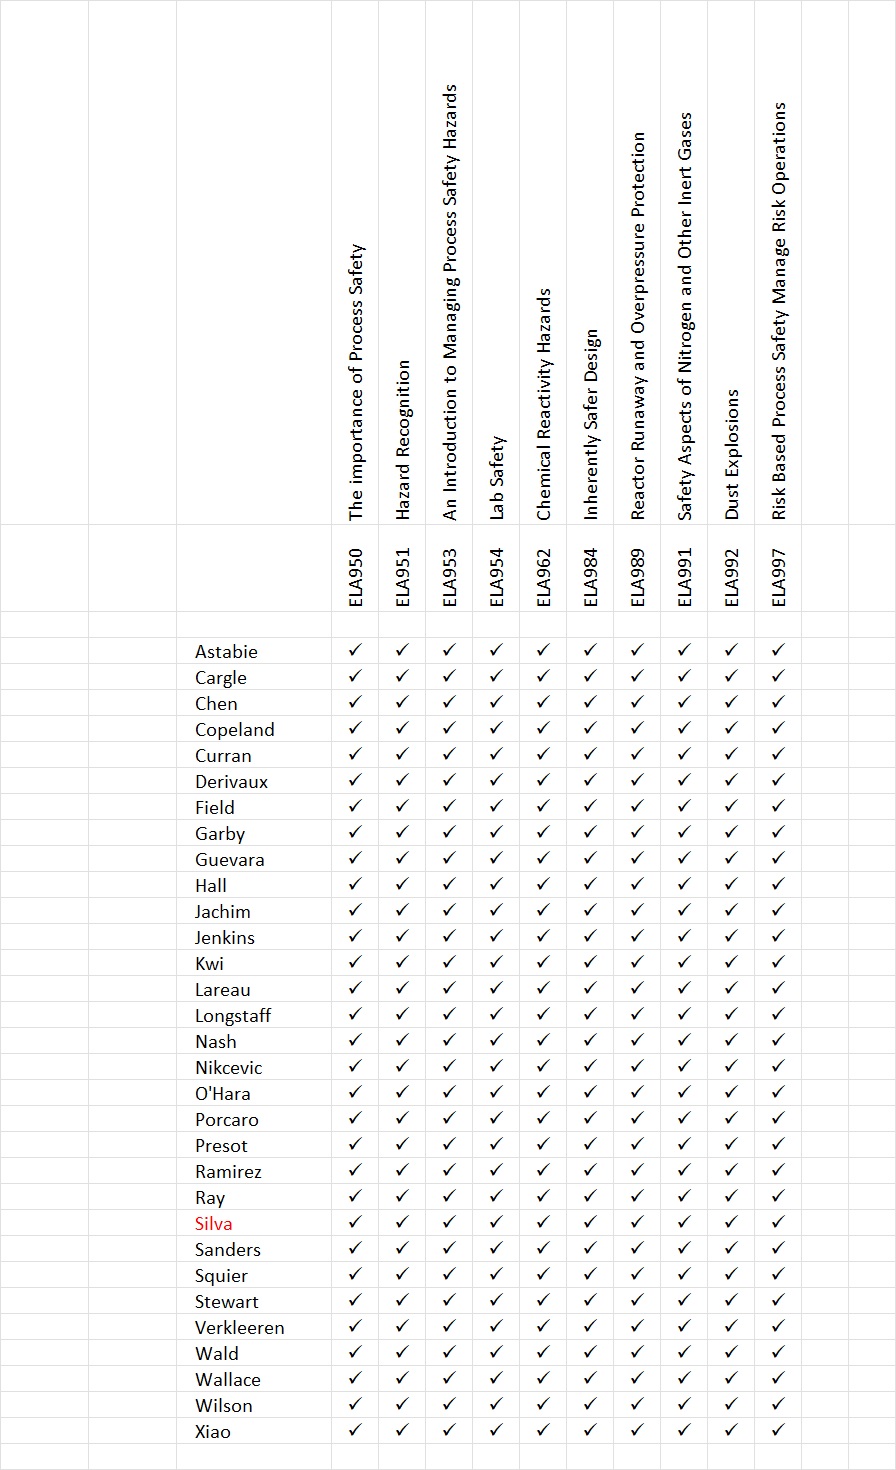 The importance of Process Safety
Hazard Recognition
An Introduction to Managing Process Safety Hazards
Lab Safety
Chemical Reactivity Hazards
Inherently Safer Design
Reactor Runaway and Overpressure Protection
Safety Aspects of Nitrogen and Other Inert Gases
Dust Explosions
Risk Based Process Safety Manage Risk Operations
ELA950
ELA951
ELA953
ELA954
ELA962
ELA984
ELA989
ELA991
ELA992
ELA997
Astabie ✓ ✓ ✓ ✓ ✓ ✓ ✓ ✓ ✓ ✓
Cargle ✓ ✓ ✓ ✓ ✓ ✓ ✓ ✓ ✓ ✓
Chen ✓ ✓ ✓ ✓ ✓ ✓ ✓ ✓ ✓ ✓
Copeland ✓ ✓ ✓ ✓ ✓ ✓ ✓ ✓ ✓ ✓
Curran ✓ ✓ ✓ ✓ ✓ ✓ ✓ ✓ ✓ ✓
Derivaux ✓ ✓ ✓ ✓ ✓ ✓ ✓ ✓ ✓ ✓
Field ✓ ✓ ✓ ✓ ✓ ✓ ✓ ✓ ✓ ✓
Garby ✓ ✓ ✓ ✓ ✓ ✓ ✓ ✓ ✓ ✓
Guevara ✓ ✓ ✓ ✓ ✓ ✓ ✓ ✓ ✓ ✓
Hall ✓ ✓ ✓ ✓ ✓ ✓ ✓ ✓ ✓ ✓
Jachim ✓ ✓ ✓ ✓ ✓ ✓ ✓ ✓ ✓ ✓
Jenkins ✓ ✓ ✓ ✓ ✓ ✓ ✓ ✓ ✓ ✓
Kwi ✓ ✓ ✓ ✓ ✓ ✓ ✓ ✓ ✓ ✓
Lareau ✓ ✓ ✓ ✓ ✓ ✓ ✓ ✓ ✓ ✓
Longstaff ✓ ✓ ✓ ✓ ✓ ✓ ✓ ✓ ✓ ✓
Nash ✓ ✓ ✓ ✓ ✓ ✓ ✓ ✓ ✓ ✓
Nikcevic ✓ ✓ ✓ ✓ ✓ ✓ ✓ ✓ ✓ ✓
O'Hara ✓ ✓ ✓ ✓ ✓ ✓ ✓ ✓ ✓ ✓
Porcaro ✓ ✓ ✓ ✓ ✓ ✓ ✓ ✓ ✓ ✓
Presot ✓ ✓ ✓ ✓ ✓ ✓ ✓ ✓ ✓ ✓
Ramirez ✓ ✓ ✓ ✓ ✓ ✓ ✓ ✓ ✓ ✓
Ray ✓ ✓ ✓ ✓ ✓ ✓ ✓ ✓ ✓ ✓
Silva ✓ ✓ ✓ ✓ ✓ ✓ ✓ ✓ ✓ ✓
Sanders ✓ ✓ ✓ ✓ ✓ ✓ ✓ ✓ ✓ ✓
Squier ✓ ✓ ✓ ✓ ✓ ✓ ✓ ✓ ✓ ✓
Stewart ✓ ✓ ✓ ✓ ✓ ✓ ✓ ✓ ✓ ✓
Verkleeren ✓ ✓ ✓ ✓ ✓ ✓ ✓ ✓ ✓ ✓
Wald ✓ ✓ ✓ ✓ ✓ ✓ ✓ ✓ ✓ ✓
Wallace ✓ ✓ ✓ ✓ ✓ ✓ ✓ ✓ ✓ ✓
Wilson ✓ ✓ ✓ ✓ ✓ ✓ ✓ ✓ ✓ ✓
Xiao ✓ ✓ ✓ ✓ ✓ ✓ ✓ ✓ ✓ ✓